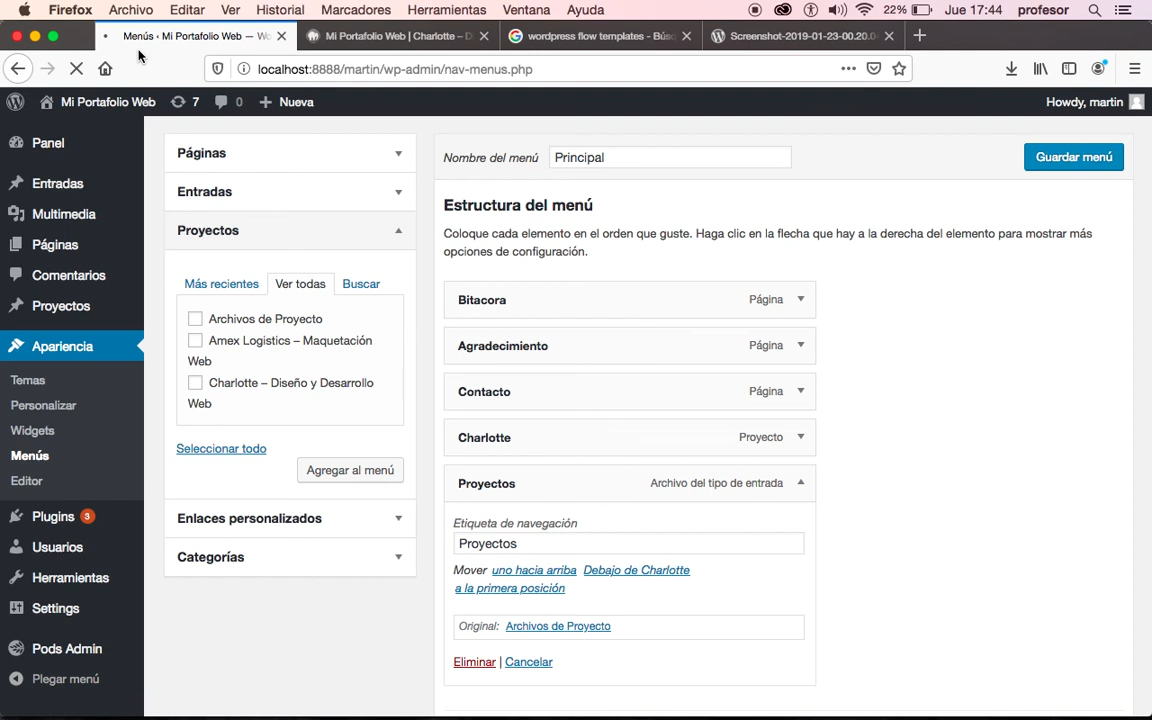 Firefox Archivo Editar Ver Historial Marcadores Herramientas Ventana Ayuda 22% Jue 17:44 profesor
Menús ‹ Mi Portafolio Web — Wo
Mi Portafolio Web | Charlotte – D
wordpress flow templates - Bús
Screenshot-2019-01-23-00.20.0
localhost:8888/martin/wp-admin/nav-menus.php
Mi Portafolio Web 7 0 Nueva Howdy, martin
Panel
Entradas
Multimedia
Páginas
Comentarios
Proyectos
Apariencia
Temas
Personalizar
Widgets
Menús
Editor
Plugins 3
Usuarios
Herramientas
Settings
Pods Admin
Plegar menú
Páginas
Entradas
Proyectos
Más recientes Ver todas Buscar
Archivos de Proyecto
Amex Logistics – Maquetación
Web
Charlotte – Diseño y Desarrollo
Web
Seleccionar todo
Agregar al menú
Enlaces personalizados
Categorías
Nombre del menú Principal Guardar menú
Estructura del menú
Coloque cada elemento en el orden que guste. Haga clic en la flecha que hay a la derecha del elemento para mostrar más
opciones de configuración.
Bitacora Página
Agradecimiento Página
Contacto Página
Charlotte Proyecto
Proyectos Archivo del tipo de entrada
Etiqueta de navegación
Proyectos
Mover uno hacia arriba Debajo de Charlotte
a la primera posición
Original: Archivos de Proyecto
Eliminar | Cancelar